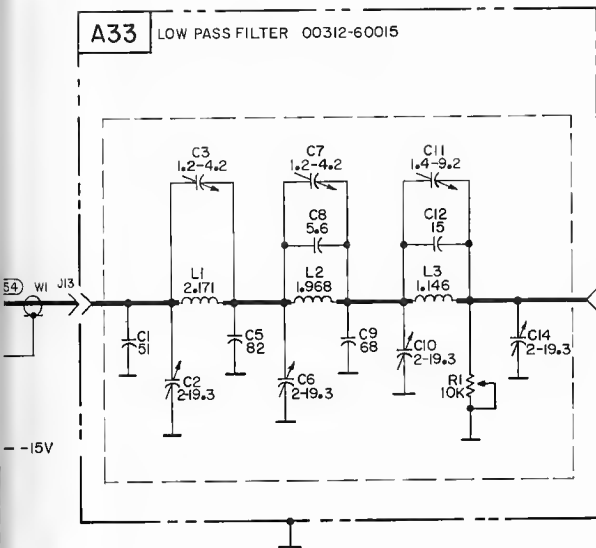 A33 LOW PASS FILTER 00312-60015
C3
1.2-4.2
C7
1.2-4.2
C11
1.4-9.2
C8
5.6
C12
15
L1
2.171
L2
1.968
L3
1.146
54 W1 J13
C1
51
C5
82
C9
68
C2
2-19.3
C6
2-19.3
C10
2-19.3
C14
2-19.3
R1
10K
-15V